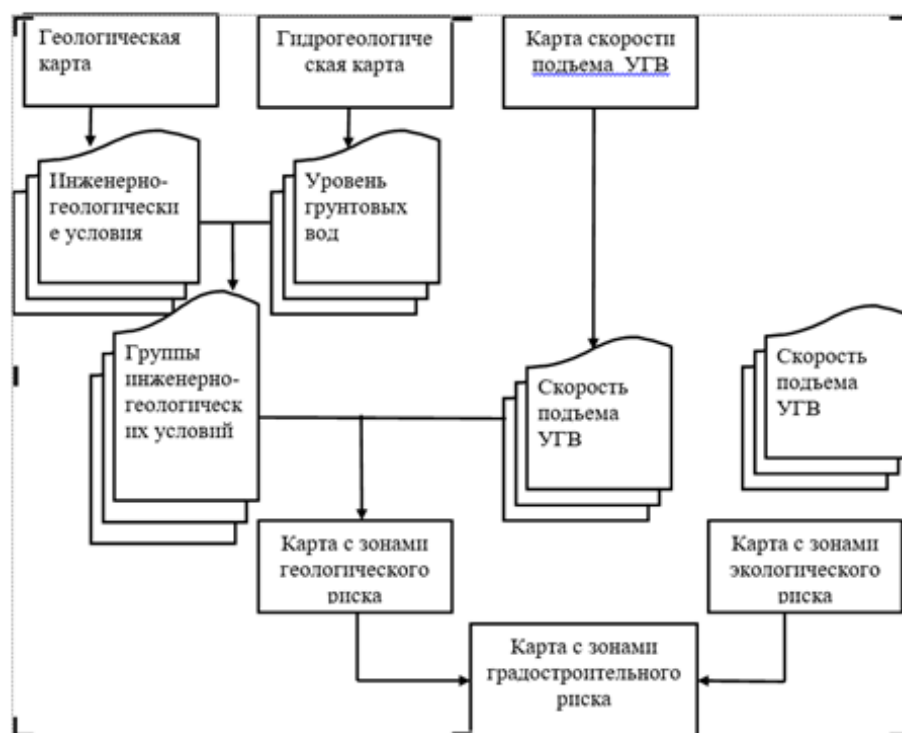 Геологическая
карта
Гидрогеологиче
ская карта
Карта скорости
подъема УГВ
Инженерно-
геологически
е условия
Уровень
грунтовых
вод
Группы
инженерно-
геологическ
их условий
Скорость
подъема
УГВ
Скорость
подъема
УГВ
Карта с зонами
геологического
риска
Карта с зонами
экологического
риска
Карта с зонами
градостроительного
риска